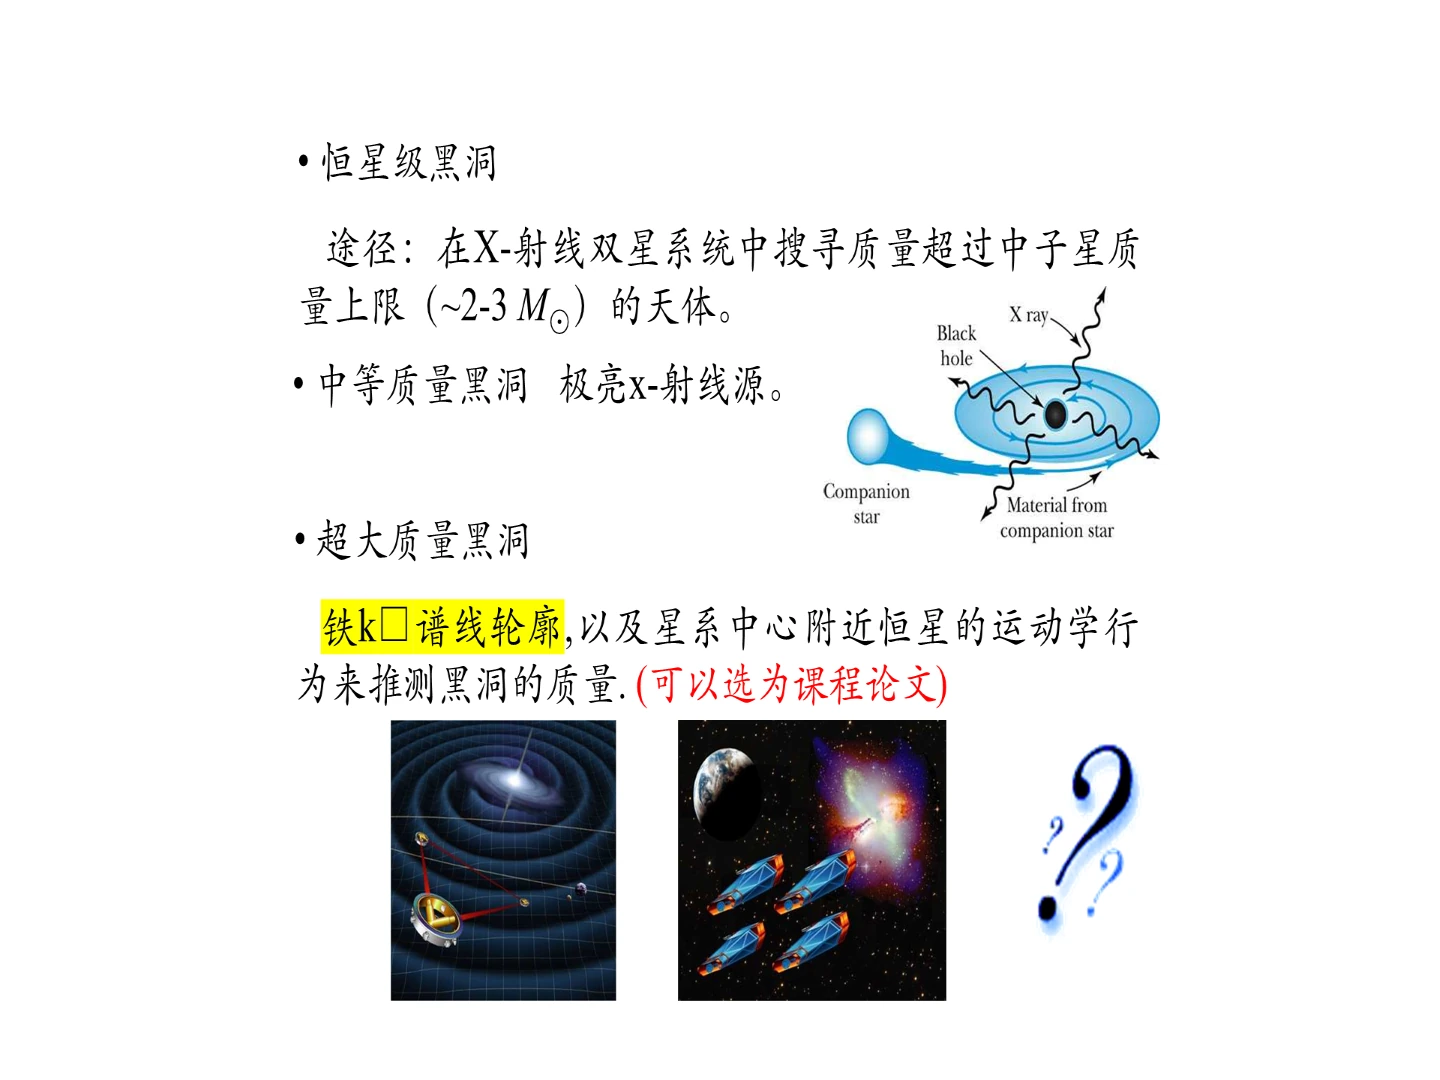 • 恒星级黑洞
途径：在X-射线双星系统中搜寻质量超过中子星质
量上限（~2-3 M⊙）的天体。
• 中等质量黑洞 极亮x-射线源。
X ray
Black
hole
Companion
star
Material from
companion star
• 超大质量黑洞
铁k□谱线轮廓,以及星系中心附近恒星的运动学行
为来推测黑洞的质量. (可以选为课程论文)
?
?
?